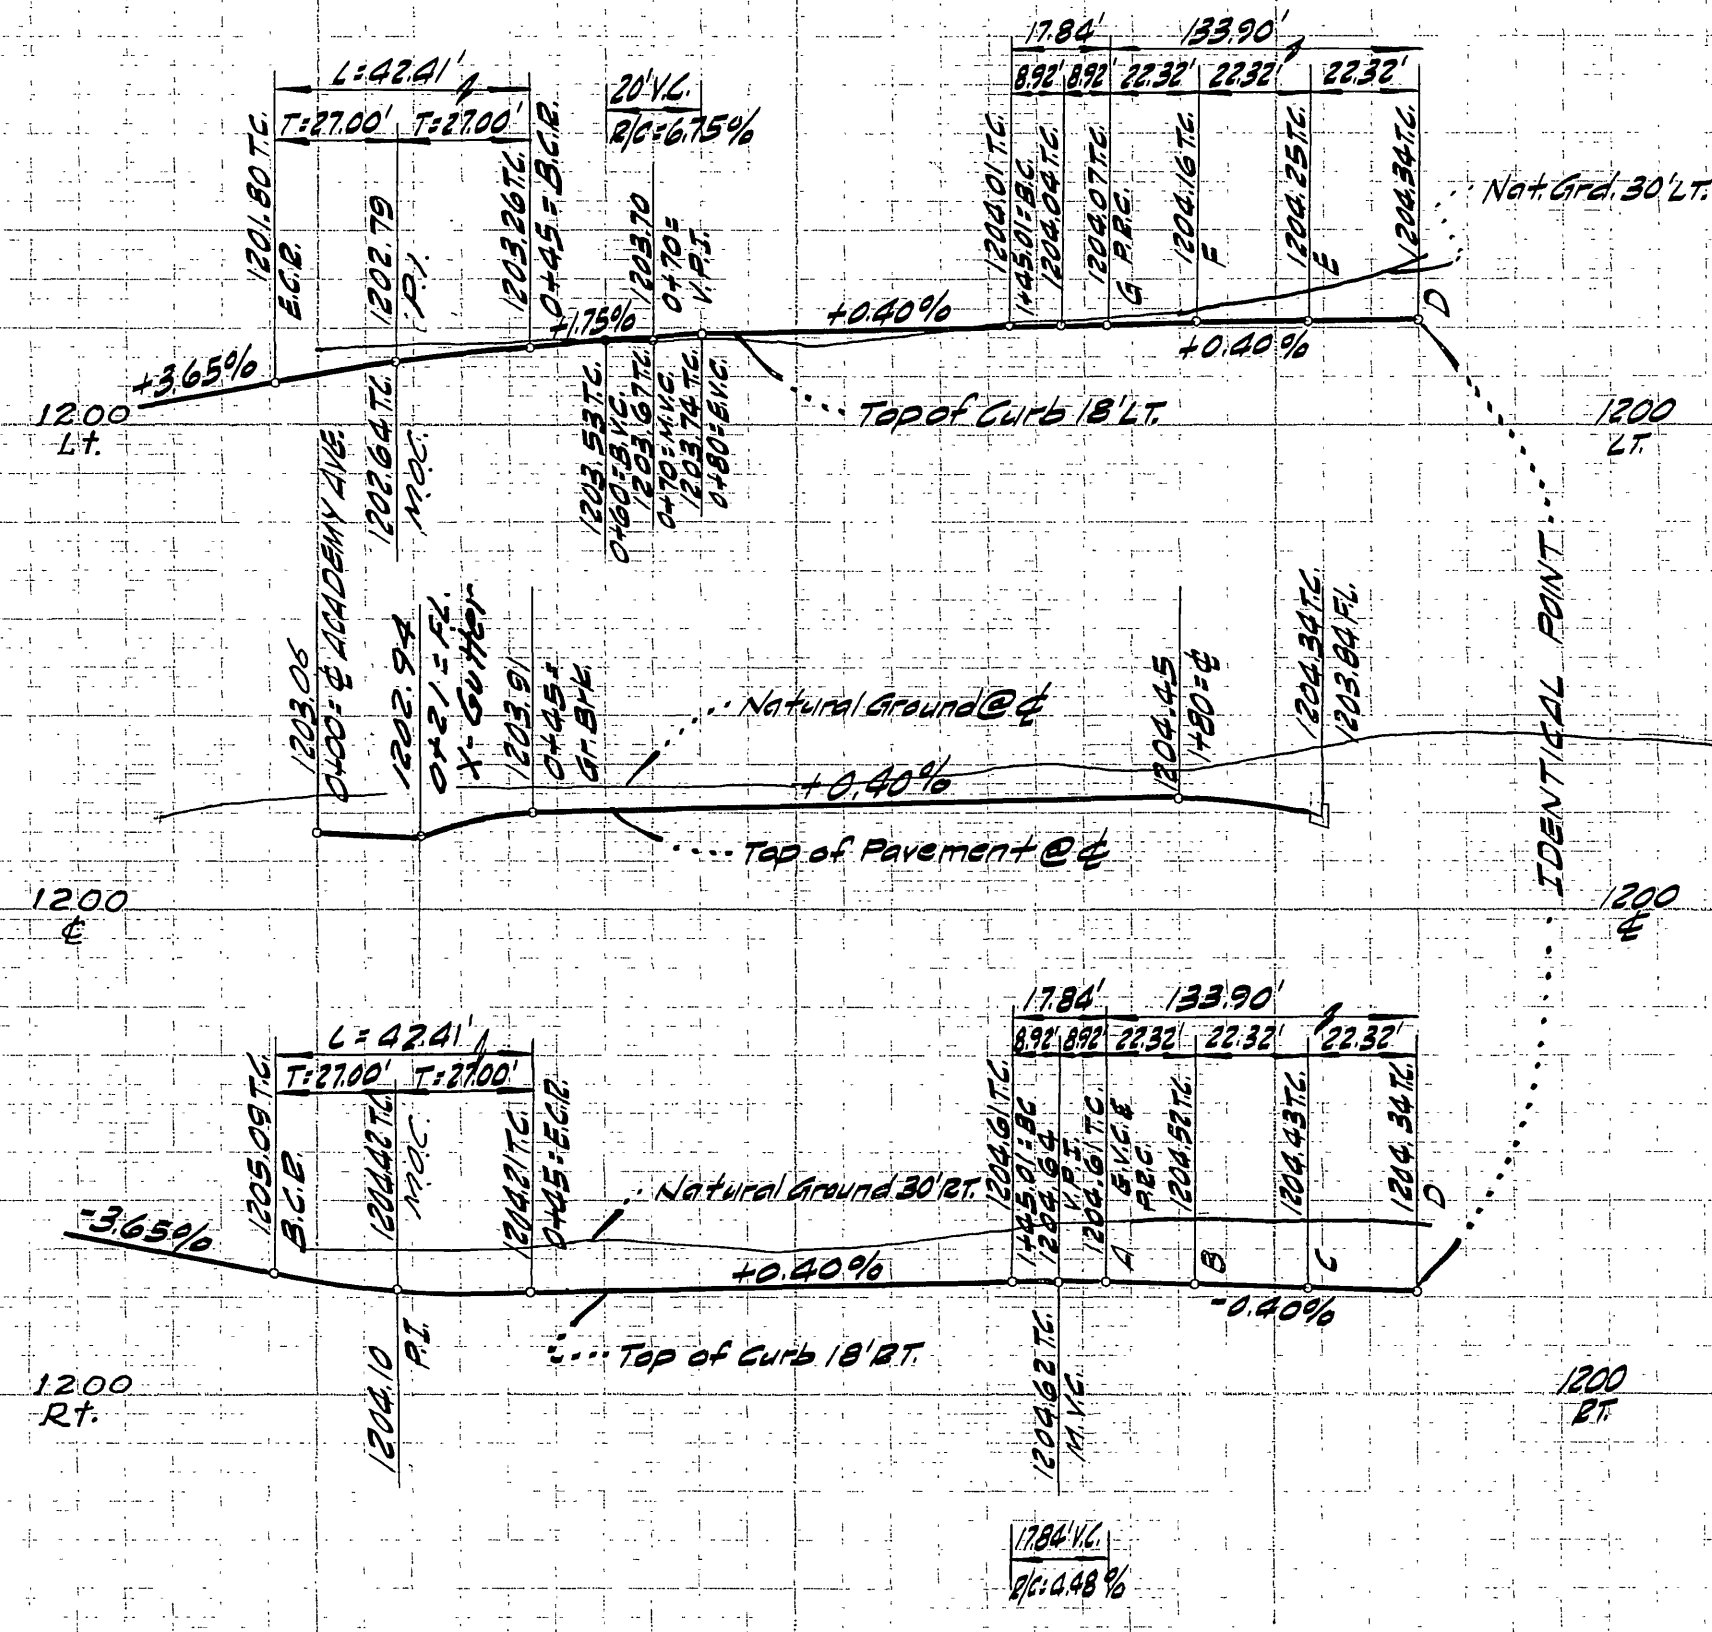 17.84' 133.90'
L=42.41'
20' V.C.
8.92' 8.92' 22.32' 22.32' 22.32'
T=27.00' T=27.00'
R/C=6.75%
1201.80 T.C.
E.C.R.
1202.79
P.I.
1203.26 T.C.
0+45=B.C.R.
1203.70
0+70=
V.P.I.
1204.01 T.C.
1+45.01=B.C.
1204.04 T.C.
1204.07 T.C.
G P.R.C.
1204.16 T.C.
F
1204.25 T.C.
E
1204.34 T.C.
D
Nat. Grd. 30' LT.
+3.65%
+1.75%
+0.40%
+0.40%
1200
Lt.
Top of Curb 18' LT.
1200
LT.
1202.64 T.C.
M.O.C.
1203.53 T.C.
0+60=B.V.C.
1203.67 T.C.
0+70=M.V.C.
1203.74 T.C.
0+80=E.V.C.
1203.06
0+00=℄ ACADEMY AVE.
1202.94
0+21=F.L.
X-Gutter
1203.91
0+45=
Gr. Brk.
Natural Ground @ ℄
+0.40%
1204.45
1+80=℄
1204.34 T.C.
1203.84 F.L.
IDENTICAL POINT
Top of Pavement @ ℄
1200
℄
1200
℄
17.84' 133.90'
L=42.41'
8.92' 8.92' 22.32' 22.32' 22.32'
T=27.00' T=27.00'
1205.09 T.C.
B.C.R.
1204.42 T.C.
M.O.C.
1204.21 T.C.
0+45=E.C.R.
Natural Ground 30' RT.
1204.61 T.C.
1+45.01=BC
1204.64
V.P.I.
1204.61 T.C.
E.V.C. &
P.R.C.
A
1204.52 T.C.
B
1204.43 T.C.
C
1204.34 T.C.
D
-3.65%
+0.40%
-0.40%
Top of Curb 18' RT.
1204.10
P.I.
1204.62 T.C.
M.V.C.
1200
Rt.
1200
RT.
17.84' V.C.
R/C=4.48%